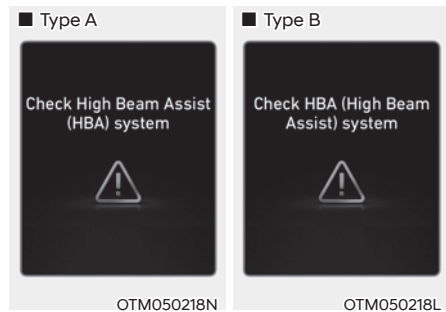 ■ Type A
Check High Beam Assist
(HBA) system
OTM050218N
■ Type B
Check HBA (High Beam
Assist) system
OTM050218L